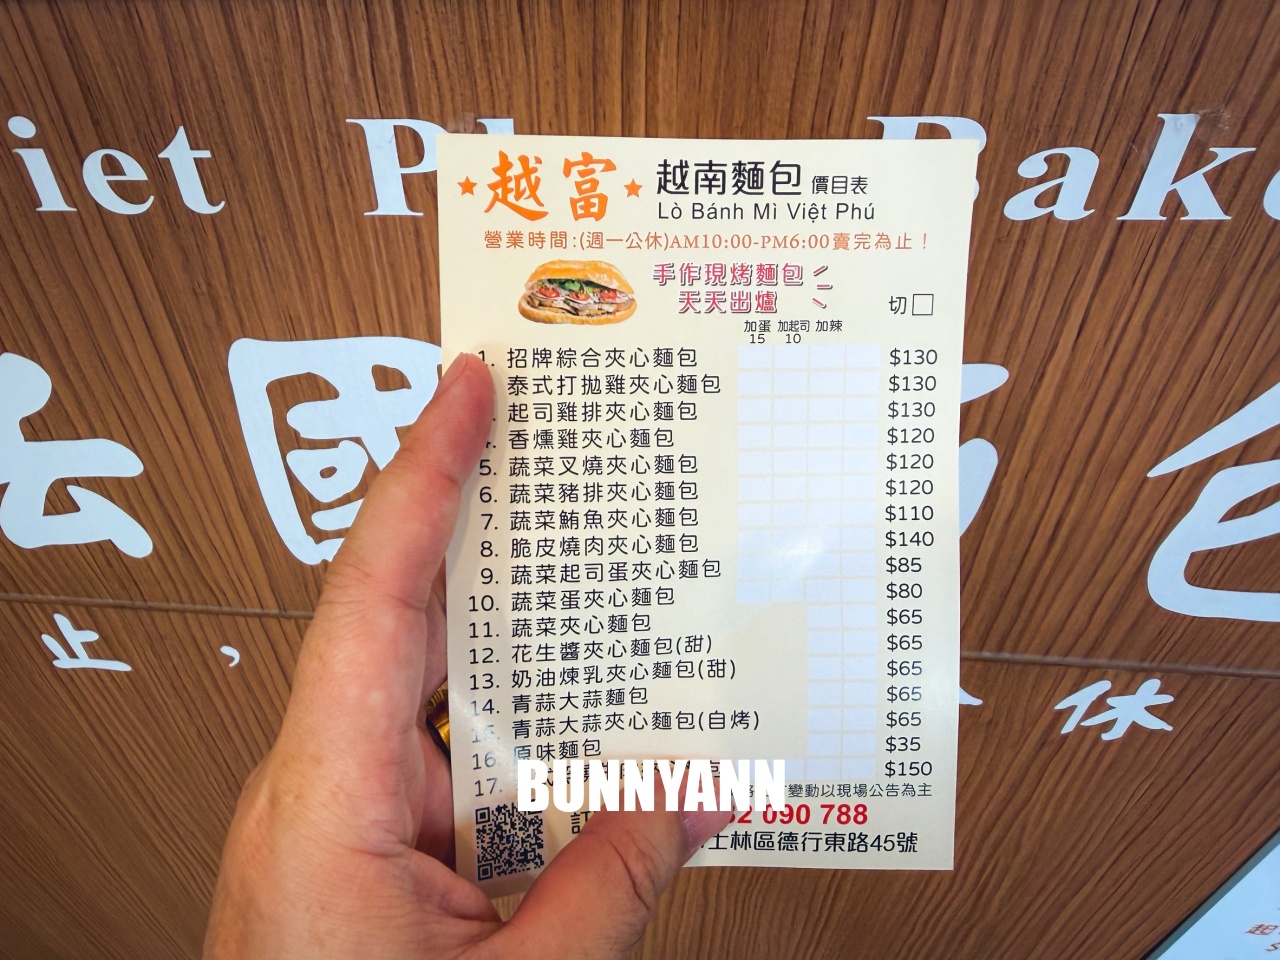 iet Bake
越富
越南麵包 價目表
Lò Bánh Mì Việt Phú
營業時間:(週一公休)AM10:00-PM6:00賣完為止！
手作現烤麵包
天天出爐
切
加蛋 加起司 加辣
15 10
1. 招牌綜合夾心麵包 $130
泰式打拋雞夾心麵包 $130
起司雞排夾心麵包 $130
香燻雞夾心麵包 $120
5. 蔬菜叉燒夾心麵包 $120
6. 蔬菜豬排夾心麵包 $120
7. 蔬菜鮪魚夾心麵包 $110
8. 脆皮燒肉夾心麵包 $140
9. 蔬菜起司蛋夾心麵包 $85
10. 蔬菜蛋夾心麵包 $80
11. 蔬菜夾心麵包 $65
12. 花生醬夾心麵包(甜) $65
13. 奶油煉乳夾心麵包(甜) $65
14. 青蒜大蒜麵包 $65
15. 青蒜大蒜夾心麵包(自烤) $65
16. 原味麵包 $35
17. $150
BUNNYANN
變動以現場公告為主
訂 2 090 788
士林區德行東路45號
法國 包
止， 休